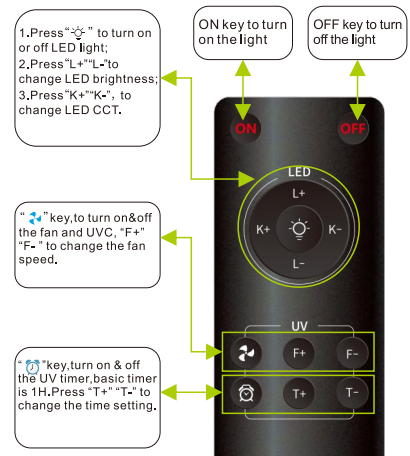 1.Press“ ” to turn on
or off LED light;
2.Press“L+”“L-”to
change LED brightness;
3.Press“K+”“K-”, to
change LED CCT.
ON key to turn
on the light
OFF key to turn
off the light
ON
OFF
LED
L+
K+
K-
L-
“ ”key,to turn on&off
the fan and UVC, “F+”
“F- ” to change the fan
speed.
UV
F+
F-
“ ”key,turn on & off
the UV timer,basic timer
is 1H.Press “T+” “T-” to
change the time setting.
T+
T-